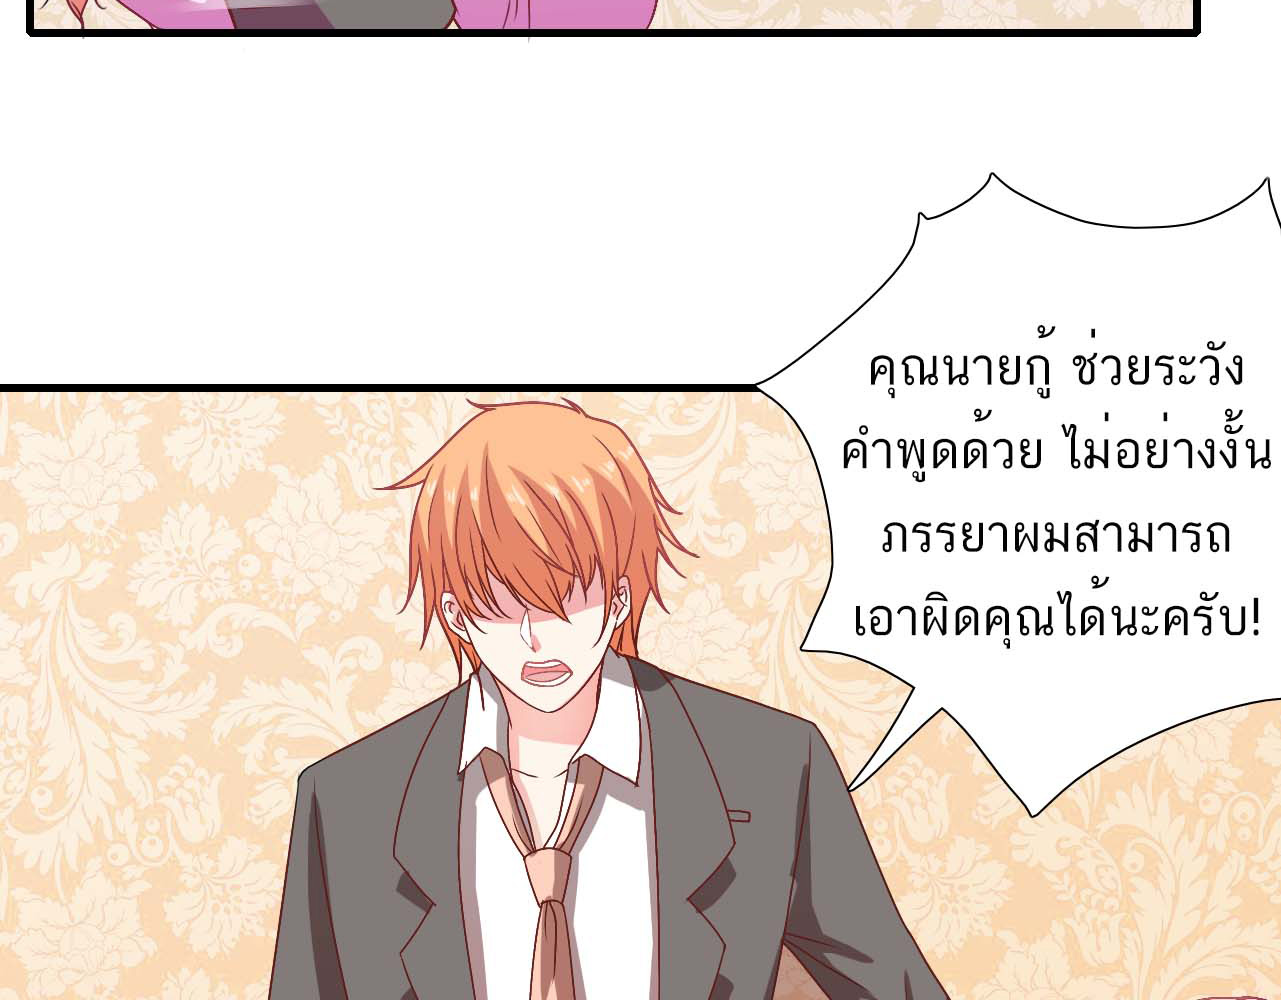 คุณนายกู้ ช่วยระวัง
คำพูดด้วย ไม่อย่างงั้น
ภรรยาผมสามารถ
เอาผิดคุณได้นะครับ!